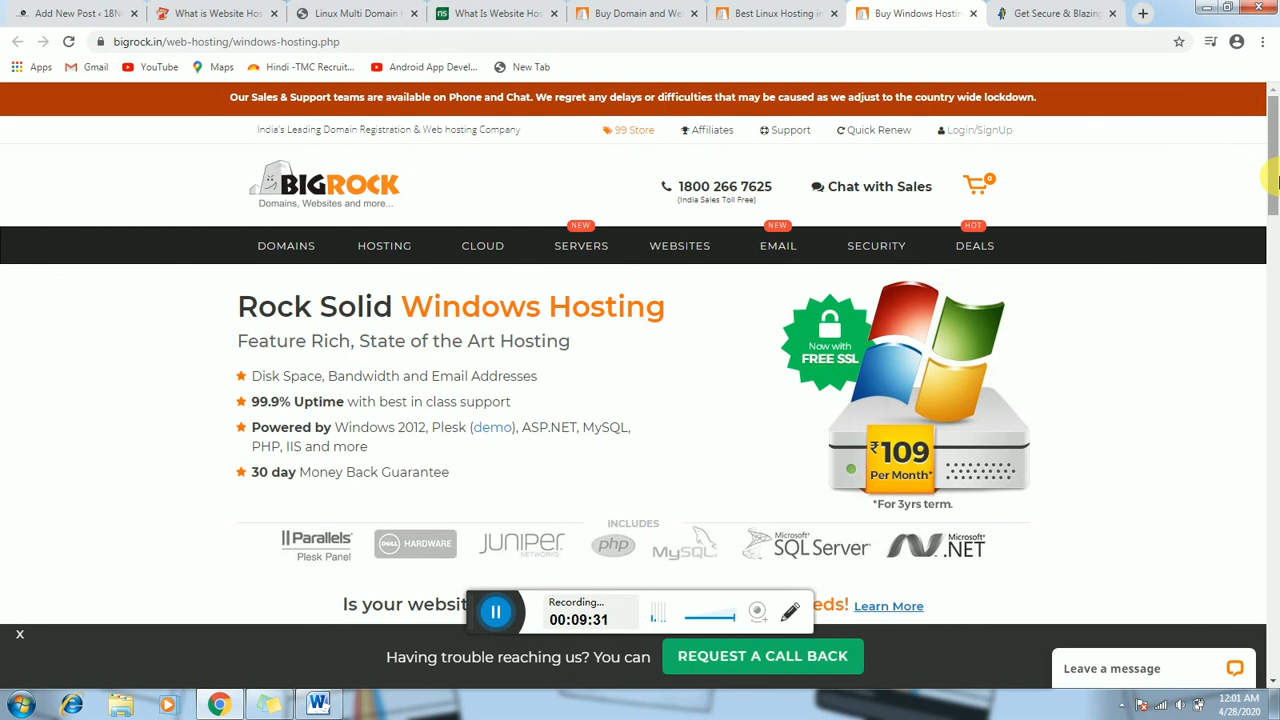 Add New Post ‹ 18N
What is Website Hos
Linux Multi Domain
What Is Website Hos
Buy Domain and We
Best Linux Hosting in
Buy Windows Hostin
Get Secure & Blazing
bigrock.in/web-hosting/windows-hosting.php
Apps Gmail YouTube Maps Hindi -TMC Recruit... Android App Devel... New Tab
Our Sales & Support teams are available on Phone and Chat. We regret any delays or difficulties that may be caused as we adjust to the country wide lockdown.
India's Leading Domain Registration & Web hosting Company 99 Store Affiliates Support Quick Renew Login/SignUp
BIGROCK
Domains, Websites and more...
1800 266 7625
(India Sales Toll Free)
Chat with Sales
0
NEW NEW HOT
DOMAINS HOSTING CLOUD SERVERS WEBSITES EMAIL SECURITY DEALS
Rock Solid Windows Hosting
Feature Rich, State of the Art Hosting
Disk Space, Bandwidth and Email Addresses
99.9% Uptime with best in class support
Powered by Windows 2012, Plesk (demo), ASP.NET, MySQL,
PHP, IIS and more
30 day Money Back Guarantee
Now with
FREE SSL
₹109
Per Month*
*For 3yrs term.
INCLUDES
Parallels
Plesk Panel
DELL HARDWARE
JUNIPER
NETWORKS
php
MySQL
Microsoft
SQL Server
Microsoft
.NET
Is your websit
eds! Learn More
Recording...
00:09:31
x
Having trouble reaching us? You can REQUEST A CALL BACK
Leave a message
12:01 AM
4/28/2020